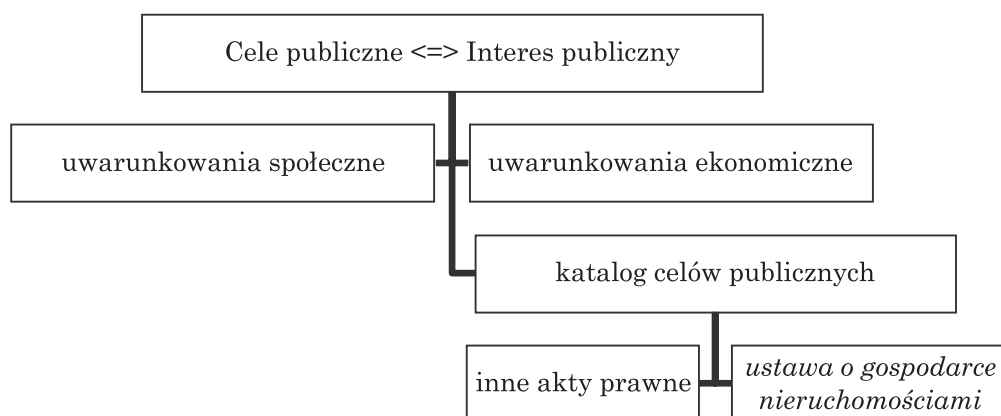 Cele publiczne <=> Interes publiczny
uwarunkowania społeczne
uwarunkowania ekonomiczne
katalog celów publicznych
inne akty prawne
ustawa o gospodarce
nieruchomościami